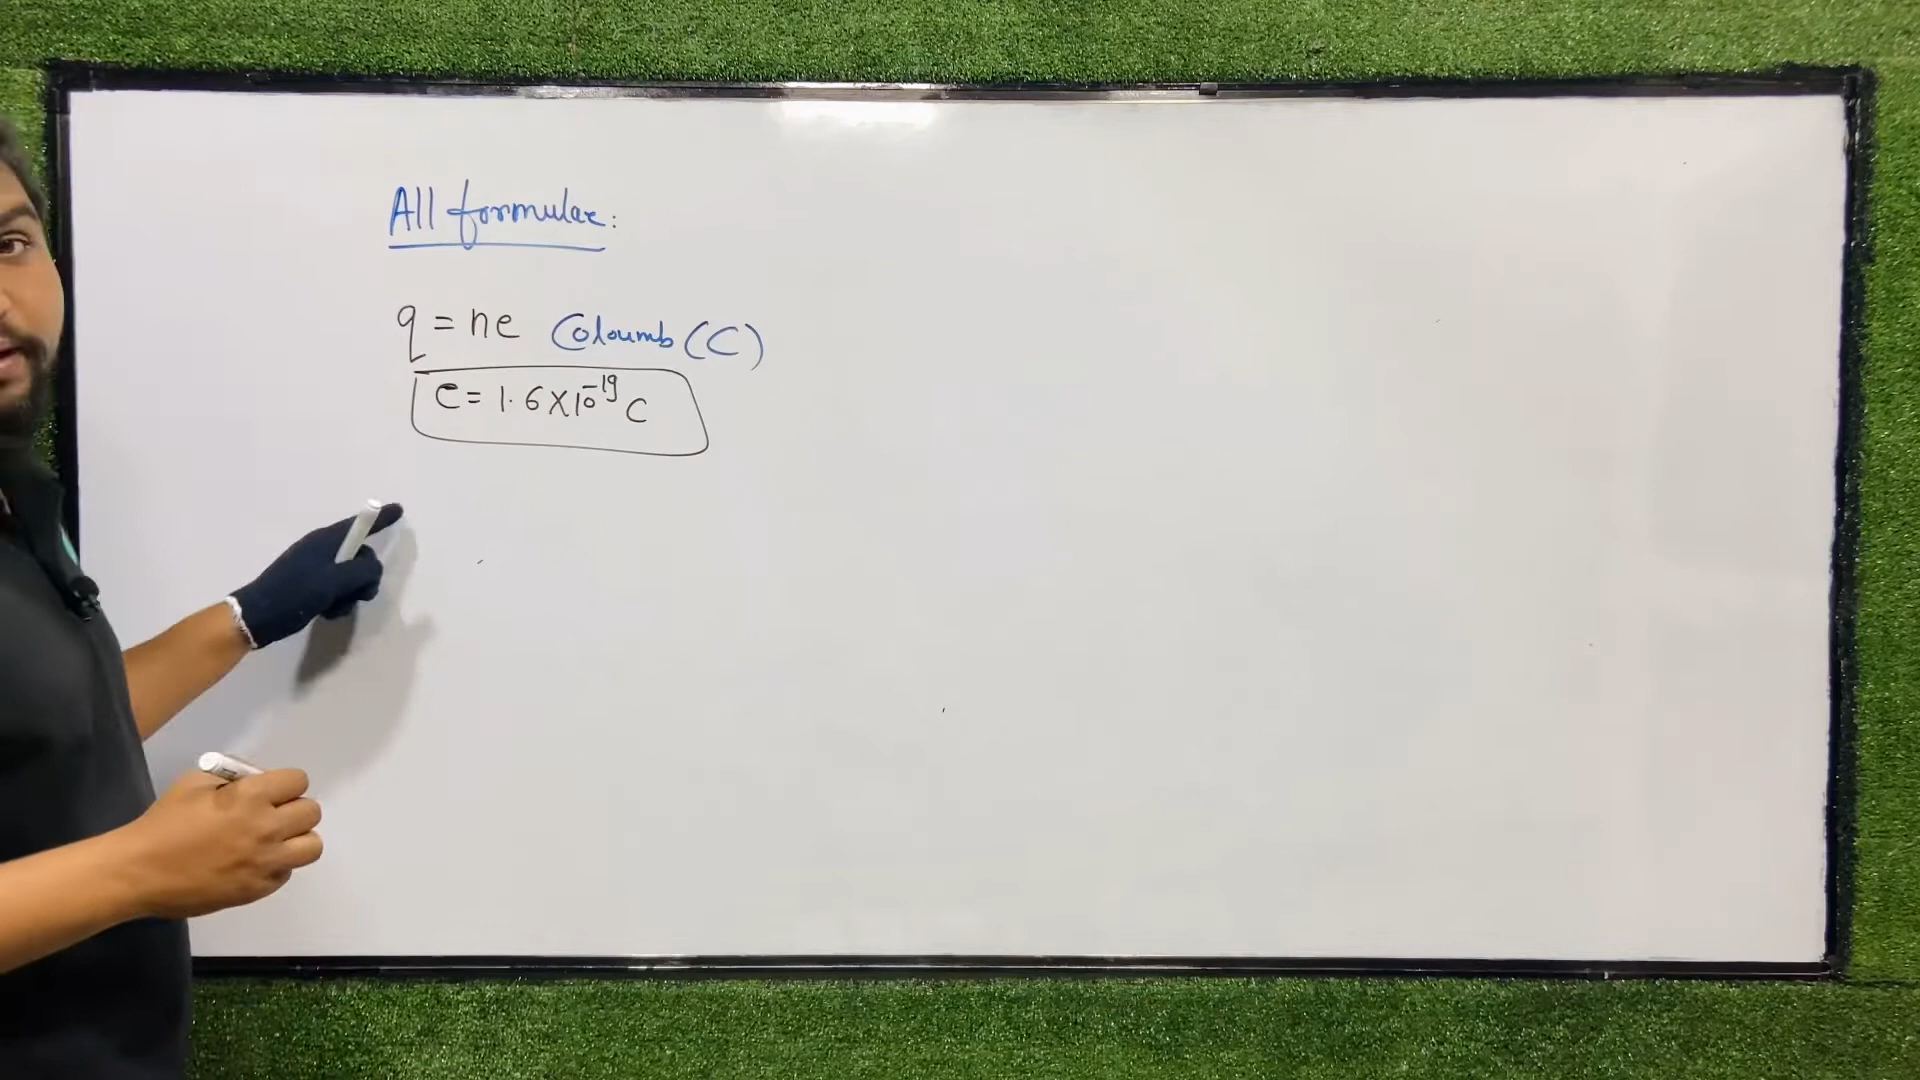 All formulae:
q = ne Coloumb (C)
e = 1.6 X 10⁻¹⁹ C